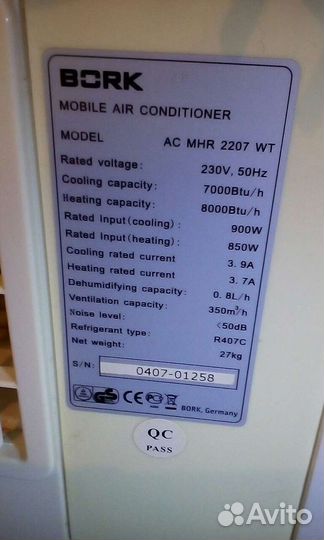 BORK
MOBILE AIR CONDITIONER
MODEL AC MHR 2207 WT
Rated voltage: 230V, 50Hz
Cooling capacity: 7000Btu/h
Heating capacity: 8000Btu/h
Rated Input(cooling): 900W
Rated input(heating): 850W
Cooling rated current 3. 9A
Heating rated current 3. 7A
Dehumidifying capacity: 0. 8L/h
Ventilation capacity: 350m³/h
Noise level: <50dB
Refrigerant type: R407C
Net weight: 27kg
S/N: 0407-01258
GS CE BORK, Germany
QC
PASS
Avito